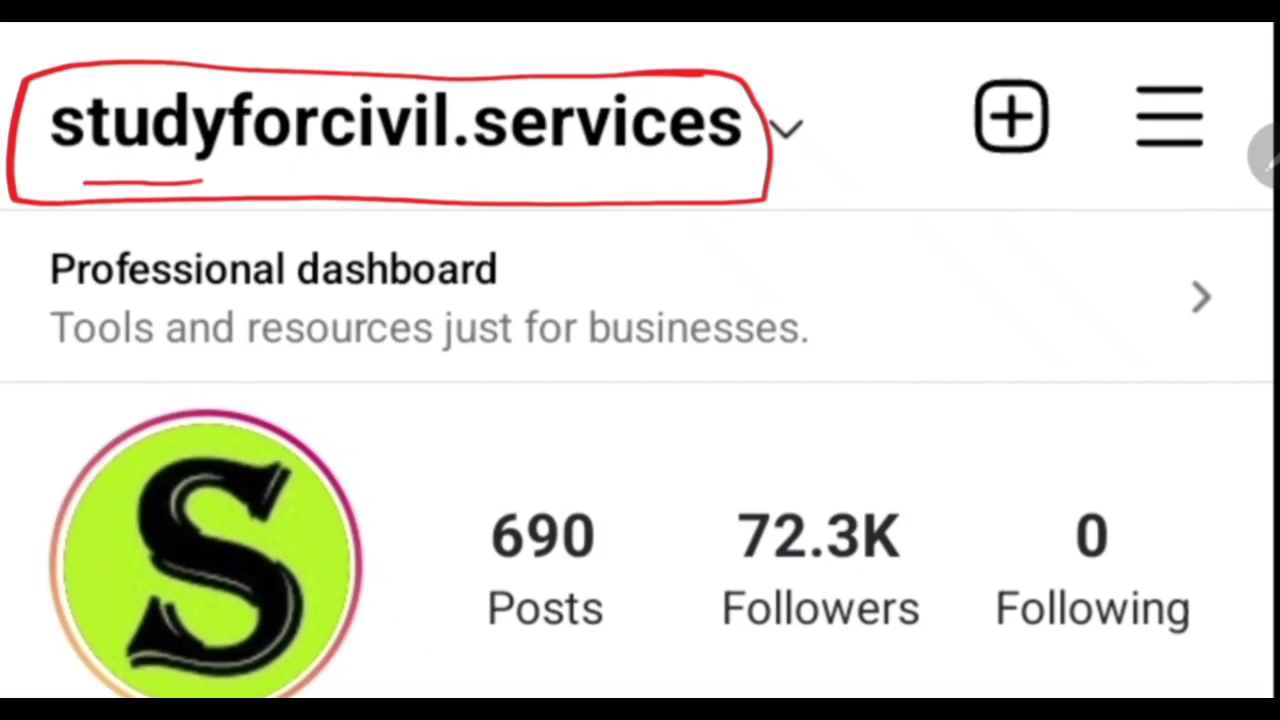 studyforcivil.services
Professional dashboard
Tools and resources just for businesses.
S
690 72.3K 0
Posts Followers Following